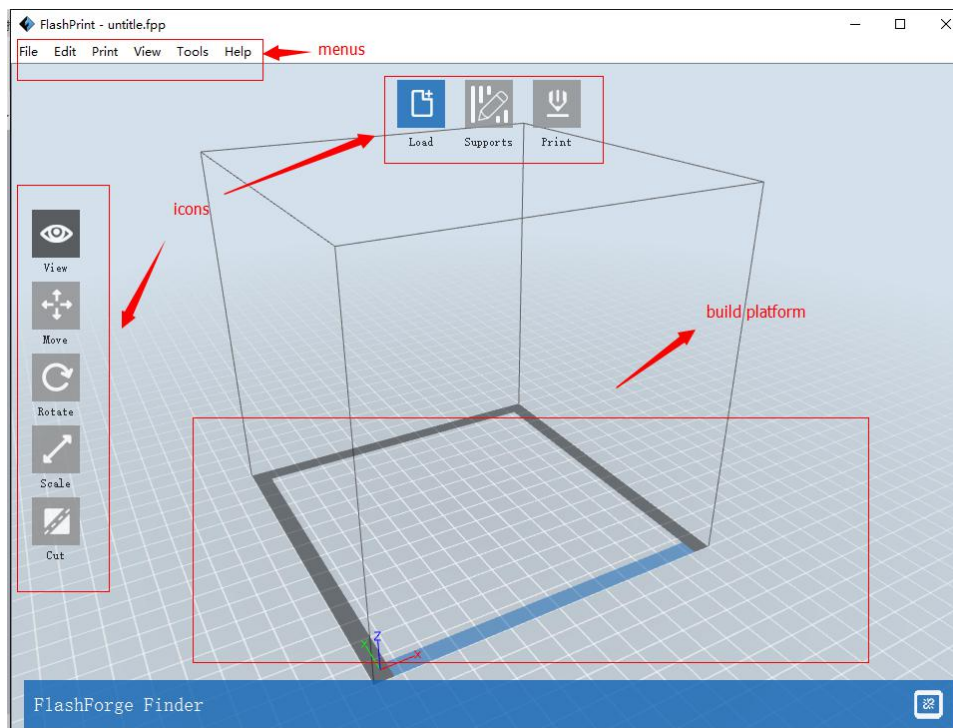 FlashPrint - untitle.fpp
File Edit Print View Tools Help
menus
Load Supports Print
icons
View
Move
build platform
Rotate
Scale
Cut
Z
X
FlashForge Finder